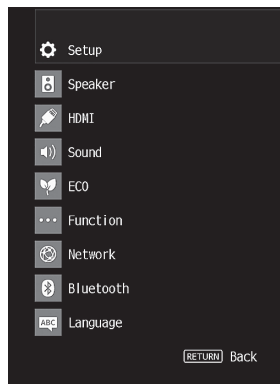 Setup
Speaker
HDMI
Sound
ECO
Function
Network
Bluetooth
ABC Language
RETURN Back